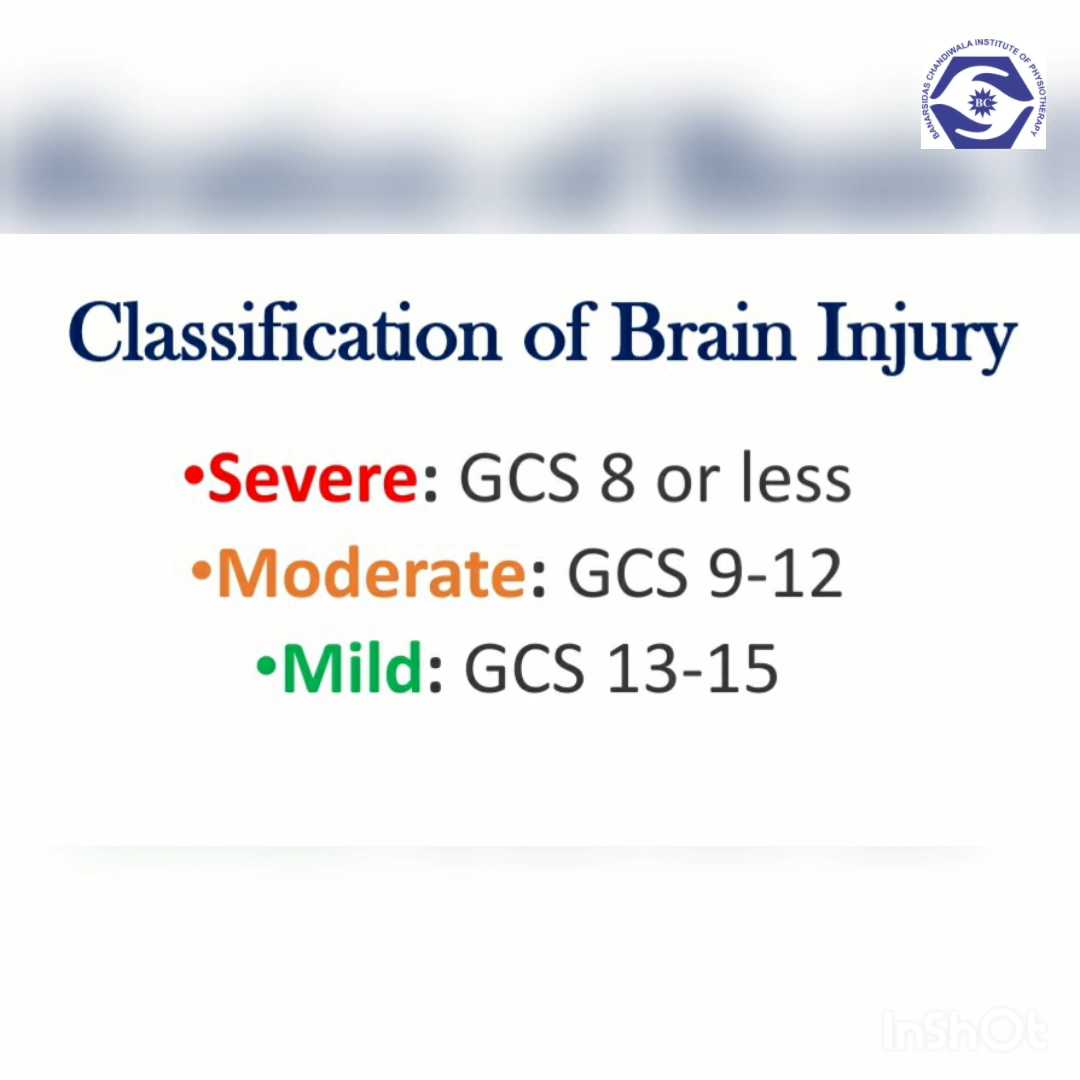 BANARSIDAS CHANDIWALA INSTITUTE OF PHYSIOTHERAPY
BC
Classification of Brain Injury
•Severe: GCS 8 or less
•Moderate: GCS 9-12
•Mild: GCS 13-15
InShOt